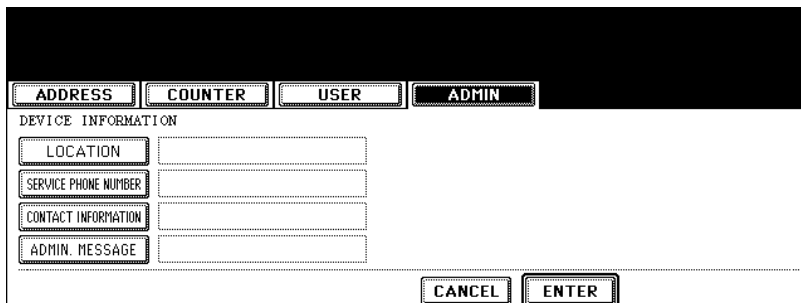 ADDRESS COUNTER USER ADMIN
DEVICE INFORMATION
LOCATION
SERVICE PHONE NUMBER
CONTACT INFORMATION
ADMIN. MESSAGE
CANCEL ENTER